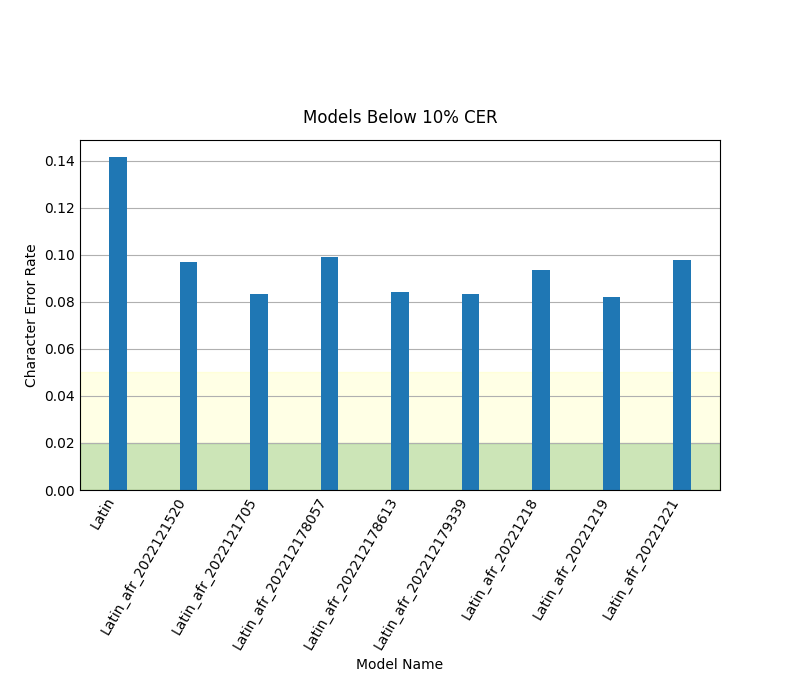 Models Below 10% CER
0.14
0.12
0.10
0.08
0.06
0.04
0.02
0.00
Character Error Rate
Latin
Latin_afr_2022121520
Latin_afr_2022121705
Latin_afr_202212178057
Latin_afr_202212178613
Latin_afr_202212179339
Latin_afr_20221218
Latin_afr_20221219
Latin_afr_20221221
Model Name